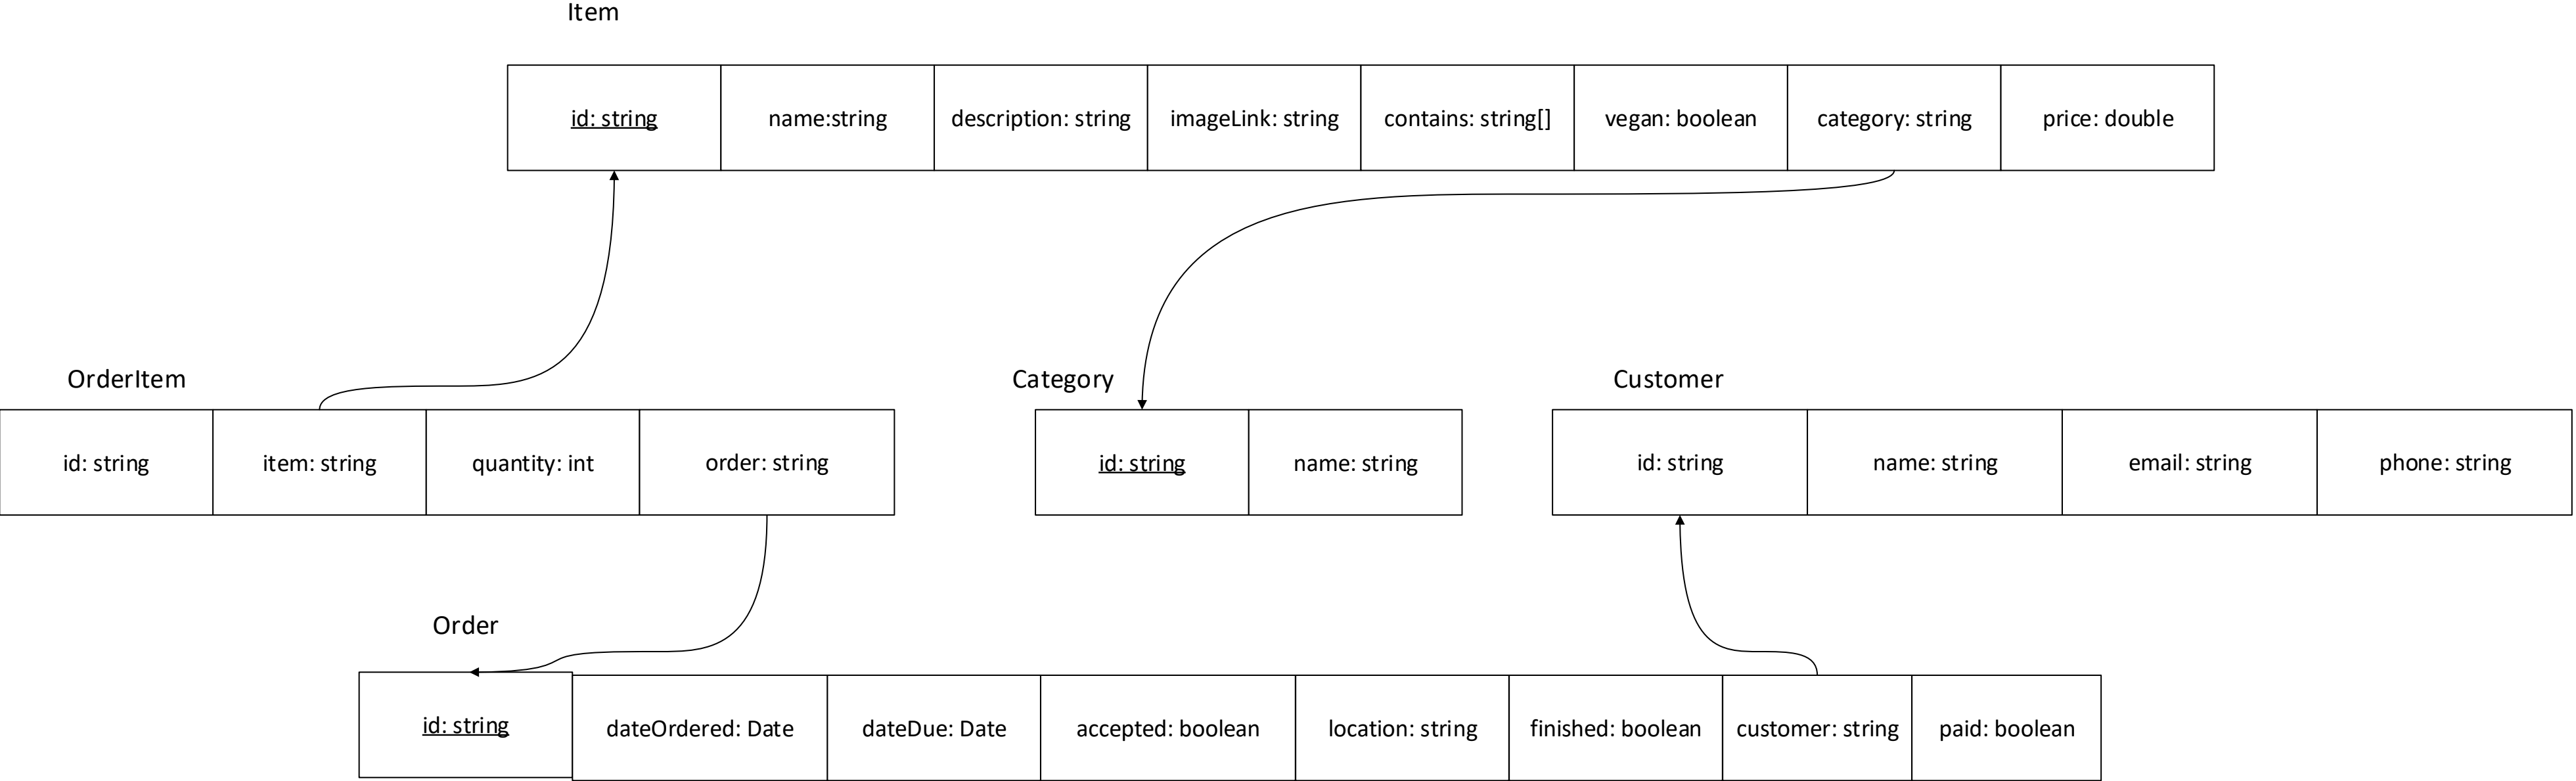 Item
id: string
name:string
description: string
imageLink: string
contains: string[]
vegan: boolean
category: string
price: double
OrderItem
id: string
item: string
quantity: int
order: string
Category
id: string
name: string
Customer
id: string
name: string
email: string
phone: string
Order
id: string
dateOrdered: Date
dateDue: Date
accepted: boolean
location: string
finished: boolean
customer: string
paid: boolean